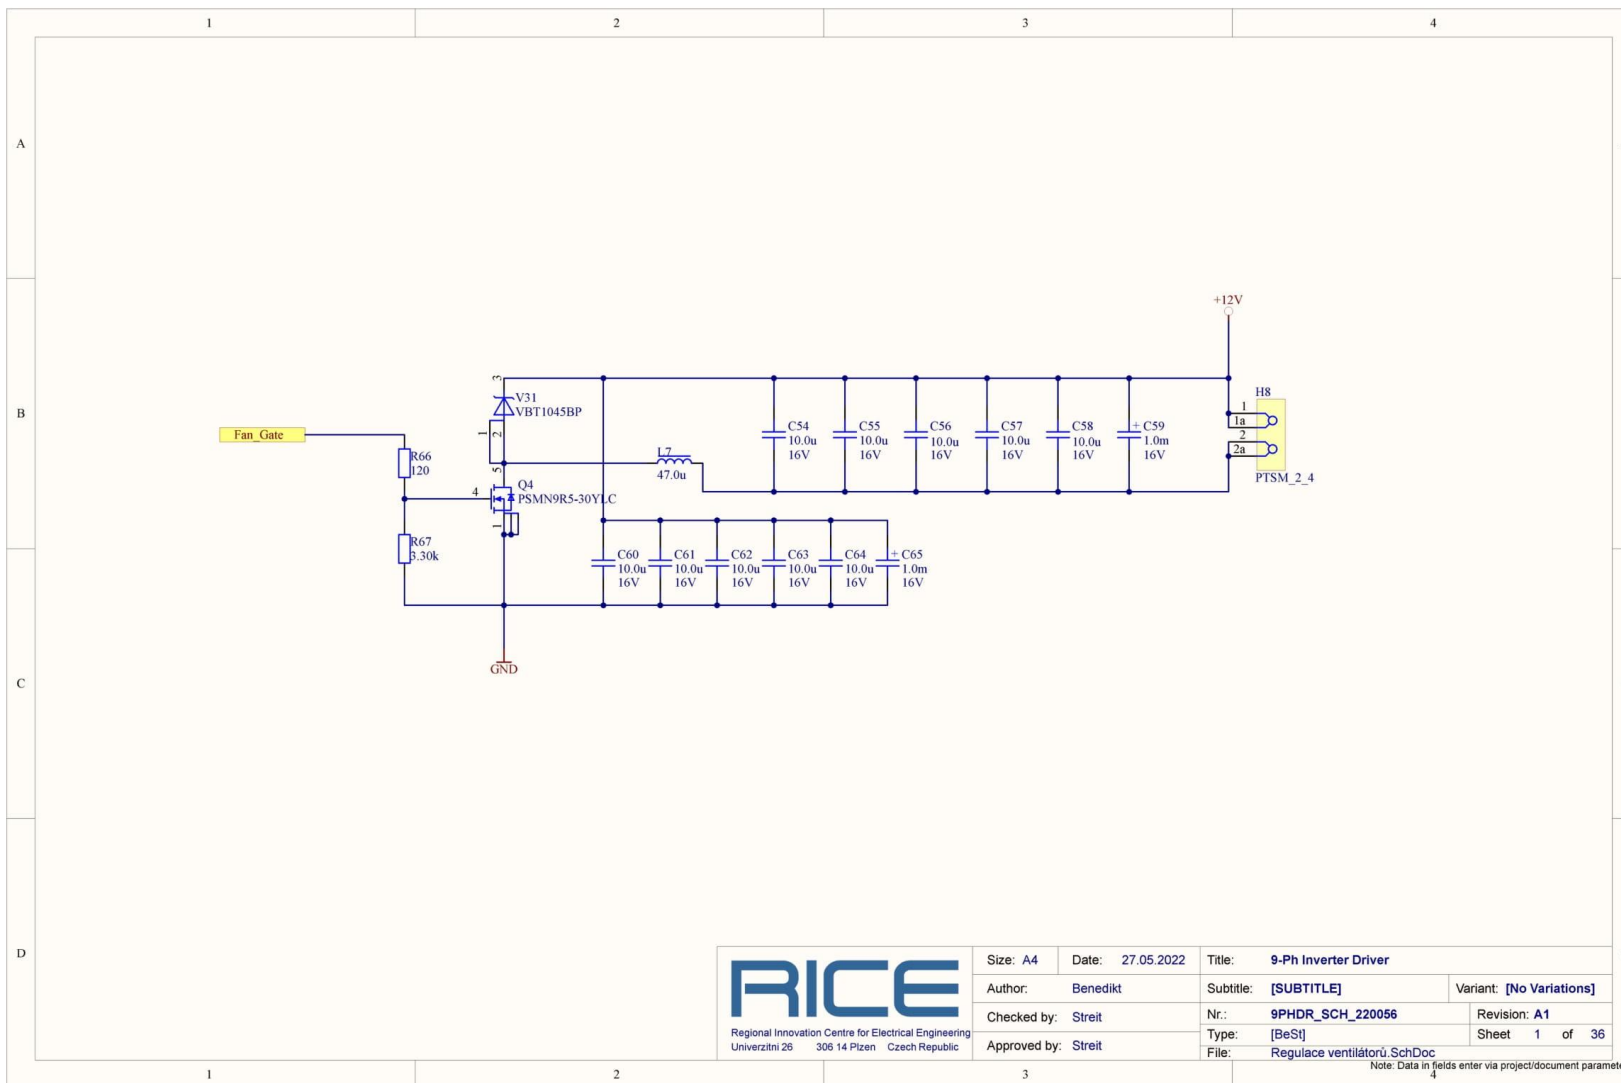 1 2 3 4
A
+12V
3
V31
VBT1045BP
B
H8
1
1a
2
2a
PTSM_2_4
Fan_Gate
1
2
C54
10.0u
16V
C55
10.0u
16V
C56
10.0u
16V
C57
10.0u
16V
C58
10.0u
16V
+ C59
1.0m
16V
R66
120
L7
47.0u
5
4
Q4
PSMN9R5-30YLC
1
R67
3.30k
C60
10.0u
16V
C61
10.0u
16V
C62
10.0u
16V
C63
10.0u
16V
C64
10.0u
16V
+ C65
1.0m
16V
GND
C
D
RICE
Regional Innovation Centre for Electrical Engineering
Univerzitni 26 306 14 Plzen Czech Republic
Size: A4 Date: 27.05.2022 Title: 9-Ph Inverter Driver
Author: Benedikt Subtitle: [SUBTITLE] Variant: [No Variations]
Checked by: Streit Nr.: 9PHDR_SCH_220056 Revision: A1
Type: [BeSt] Sheet 1 of 36
Approved by: Streit File: Regulace ventilátorů.SchDoc
Note: Data in fields enter via project/document paramet
1 2 3 4